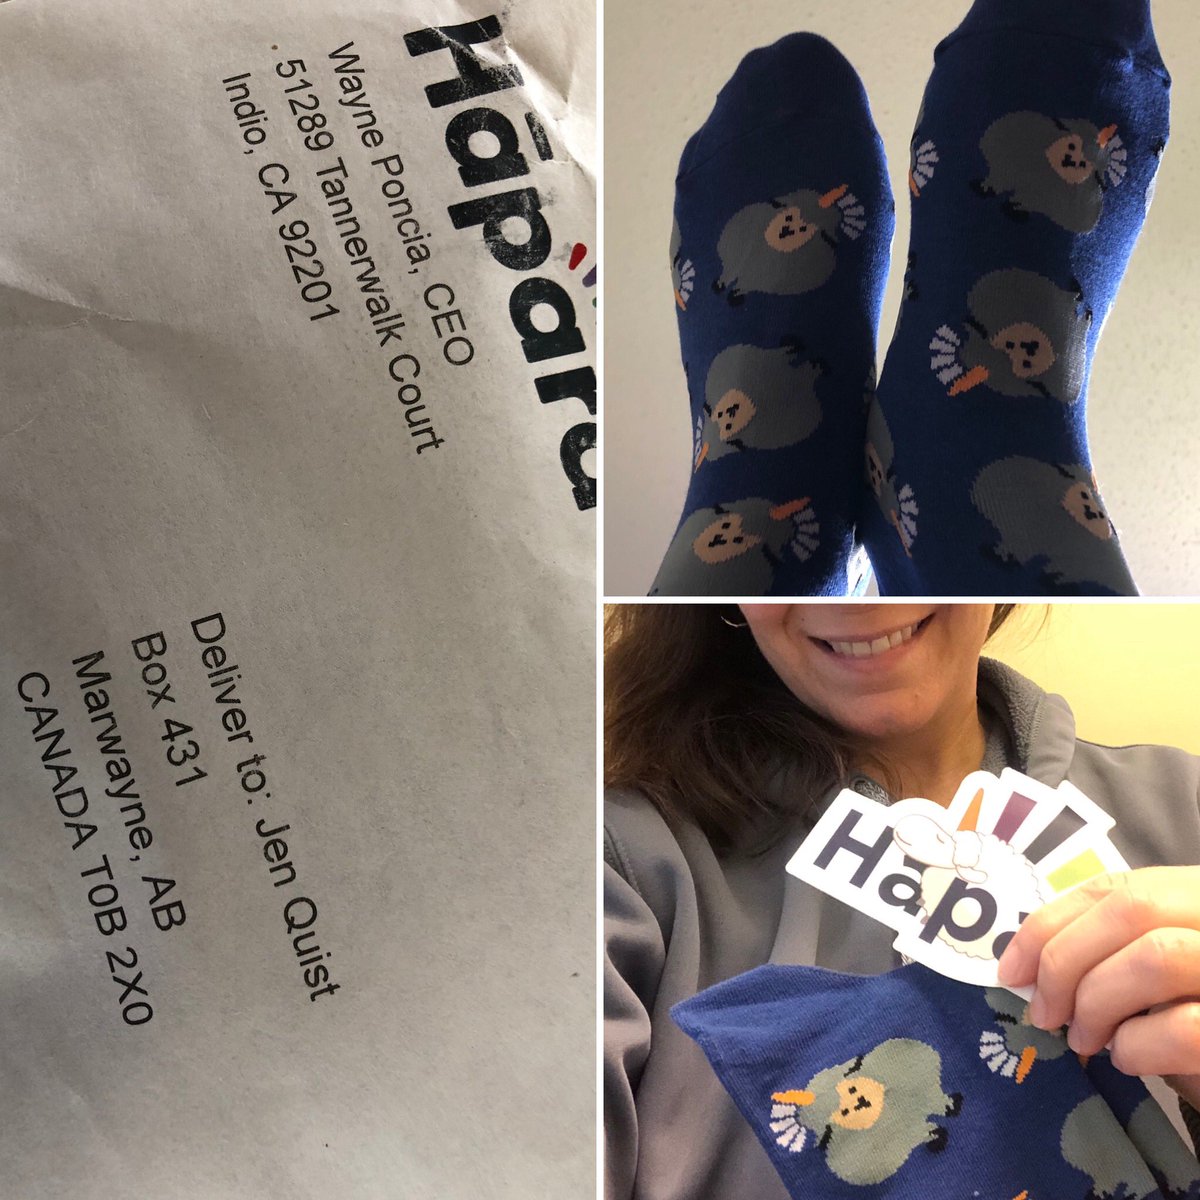 Hāpara
Wayne Poncia, CEO
51289 Tannerwalk Court
Indio, CA 92201
Deliver to: Jen Quist
Box 431
Marwayne, AB
CANADA T0B 2X0
Hāpa